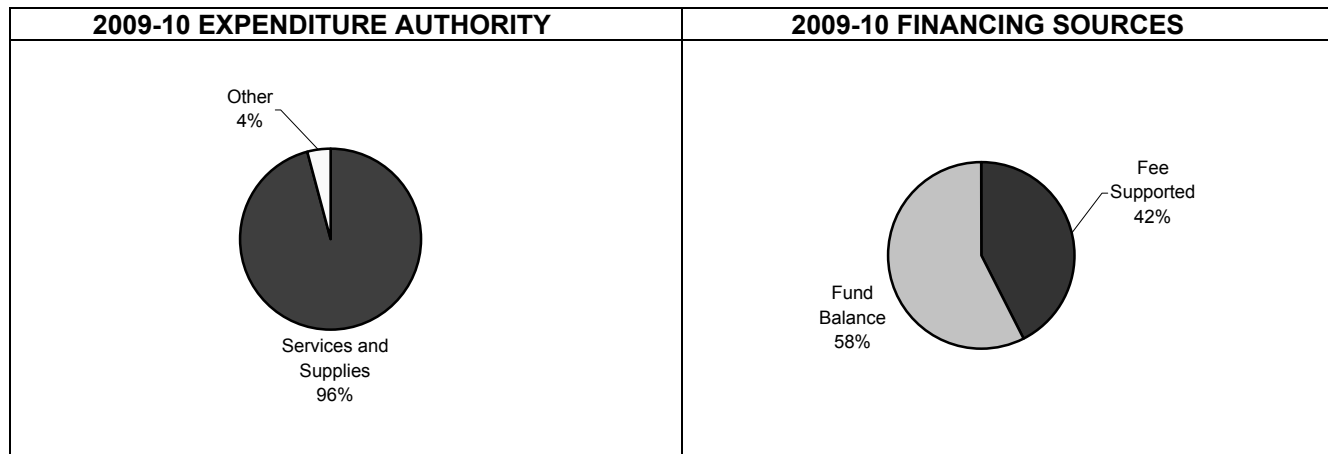 2009-10 EXPENDITURE AUTHORITY
Other
4%
Services and
Supplies
96%
2009-10 FINANCING SOURCES
Fee
Supported
42%
Fund
Balance
58%